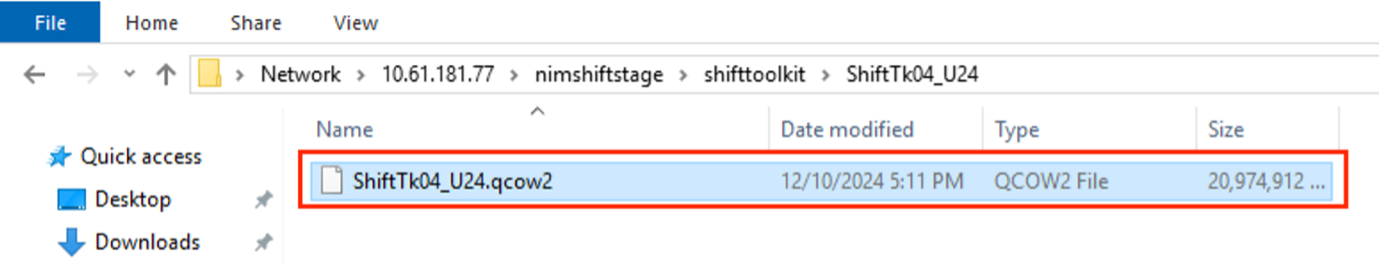 File Home Share View
Network > 10.61.181.77 > nimshiftstage > shifttoolkit > ShiftTk04_U24
Name Date modified Type Size
Quick access
ShiftTk04_U24.qcow2 12/10/2024 5:11 PM QCOW2 File 20,974,912 ...
Desktop
Downloads